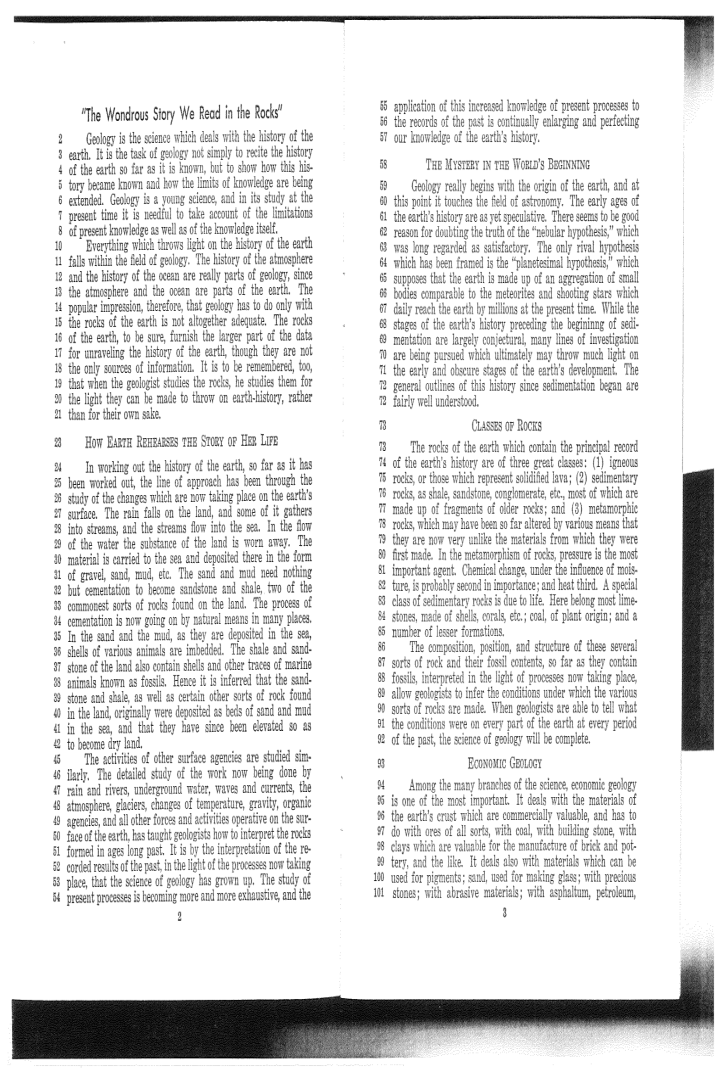 "The Wondrous Story We Read in the Rocks"
2 Geology is the science which deals with the history of the
3 earth. It is the task of geology not simply to recite the history
4 of the earth so far as it is known, but to show how this his-
5 tory became known and how the limits of knowledge are being
6 extended. Geology is a young science, and in its study at the
7 present time it is needful to take account of the limitations
8 of present knowledge as well as of the knowledge itself.
10 Everything which throws light on the history of the earth
11 falls within the field of geology. The history of the atmosphere
12 and the history of the ocean are really parts of geology, since
13 the atmosphere and the ocean are parts of the earth. The
14 popular impression, therefore, that geology has to do only with
15 the rocks of the earth is not altogether adequate. The rocks
16 of the earth, to be sure, furnish the larger part of the data
17 for unraveling the history of the earth, though they are not
18 the only sources of information. It is to be remembered, too,
19 that when the geologist studies the rocks, he studies them for
20 the light they can be made to throw on earth-history, rather
21 than for their own sake.
23 HOW EARTH REHEARSES THE STORY OF HER LIFE
24 In working out the history of the earth, so far as it has
25 been worked out, the line of approach has been through the
26 study of the changes which are now taking place on the earth's
27 surface. The rain falls on the land, and some of it gathers
28 into streams, and the streams flow into the sea. In the flow
29 of the water the substance of the land is worn away. The
30 material is carried to the sea and deposited there in the form
31 of gravel, sand, mud, etc. The sand and mud need nothing
32 but cementation to become sandstone and shale, two of the
33 commonest sorts of rocks found on the land. The process of
34 cementation is now going on by natural means in many places.
35 In the sand and the mud, as they are deposited in the sea,
36 shells of various animals are imbedded. The shale and sand-
37 stone of the land also contain shells and other traces of marine
38 animals known as fossils. Hence it is inferred that the sand-
39 stone and shale, as well as certain other sorts of rock found
40 in the land, originally were deposited as beds of sand and mud
41 in the sea, and that they have since been elevated so as
42 to become dry land.
45 The activities of other surface agencies are studied sim-
46 ilarly. The detailed study of the work now being done by
47 rain and rivers, underground water, waves and currents, the
48 atmosphere, glaciers, changes of temperature, gravity, organic
49 agencies, and all other forces and activities operative on the sur-
50 face of the earth, has taught geologists how to interpret the rocks
51 formed in ages long past. It is by the interpretation of the re-
52 corded results of the past, in the light of the processes now taking
53 place, that the science of geology has grown up. The study of
54 present processes is becoming more and more exhaustive, and the
2
55 application of this increased knowledge of present processes to
56 the records of the past is continually enlarging and perfecting
57 our knowledge of the earth's history.
58 THE MYSTERY IN THE WORLD'S BEGINNING
59 Geology really begins with the origin of the earth, and at
60 this point it touches the field of astronomy. The early ages of
61 the earth's history are as yet speculative. There seems to be good
62 reason for doubting the truth of the "nebular hypothesis," which
63 was long regarded as satisfactory. The only rival hypothesis
64 which has been framed is the "planetesimal hypothesis," which
65 supposes that the earth is made up of an aggregation of small
66 bodies comparable to the meteorites and shooting stars which
67 daily reach the earth by millions at the present time. While the
68 stages of the earth's history preceding the begininng of sedi-
69 mentation are largely conjectural, many lines of investigation
70 are being pursued which ultimately may throw much light on
71 the early and obscure stages of the earth's development. The
72 general outlines of this history since sedimentation began are
72 fairly well understood.
73 CLASSES OF ROCKS
73 The rocks of the earth which contain the principal record
74 of the earth's history are of three great classes: (1) igneous
75 rocks, or those which represent solidified lava; (2) sedimentary
76 rocks, as shale, sandstone, conglomerate, etc., most of which are
77 made up of fragments of older rocks; and (3) metamorphic
78 rocks, which may have been so far altered by various means that
79 they are now very unlike the materials from which they were
80 first made. In the metamorphism of rocks, pressure is the most
81 important agent. Chemical change, under the influence of mois-
82 ture, is probably second in importance; and heat third. A special
83 class of sedimentary rocks is due to life. Here belong most lime-
84 stones, made of shells, corals, etc.; coal, of plant origin; and a
85 number of lesser formations.
86 The composition, position, and structure of these several
87 sorts of rock and their fossil contents, so far as they contain
88 fossils, interpreted in the light of processes now taking place,
89 allow geologists to infer the conditions under which the various
90 sorts of rocks are made. When geologists are able to tell what
91 the conditions were on every part of the earth at every period
92 of the past, the science of geology will be complete.
93 ECONOMIC GEOLOGY
94 Among the many branches of the science, economic geology
95 is one of the most important. It deals with the materials of
96 the earth's crust which are commercially valuable, and has to
97 do with ores of all sorts, with coal, with building stone, with
98 clays which are valuable for the manufacture of brick and pot-
99 tery, and the like. It deals also with materials which can be
100 used for pigments; sand, used for making glass; with precious
101 stones; with abrasive materials; with asphaltum, petroleum,
3